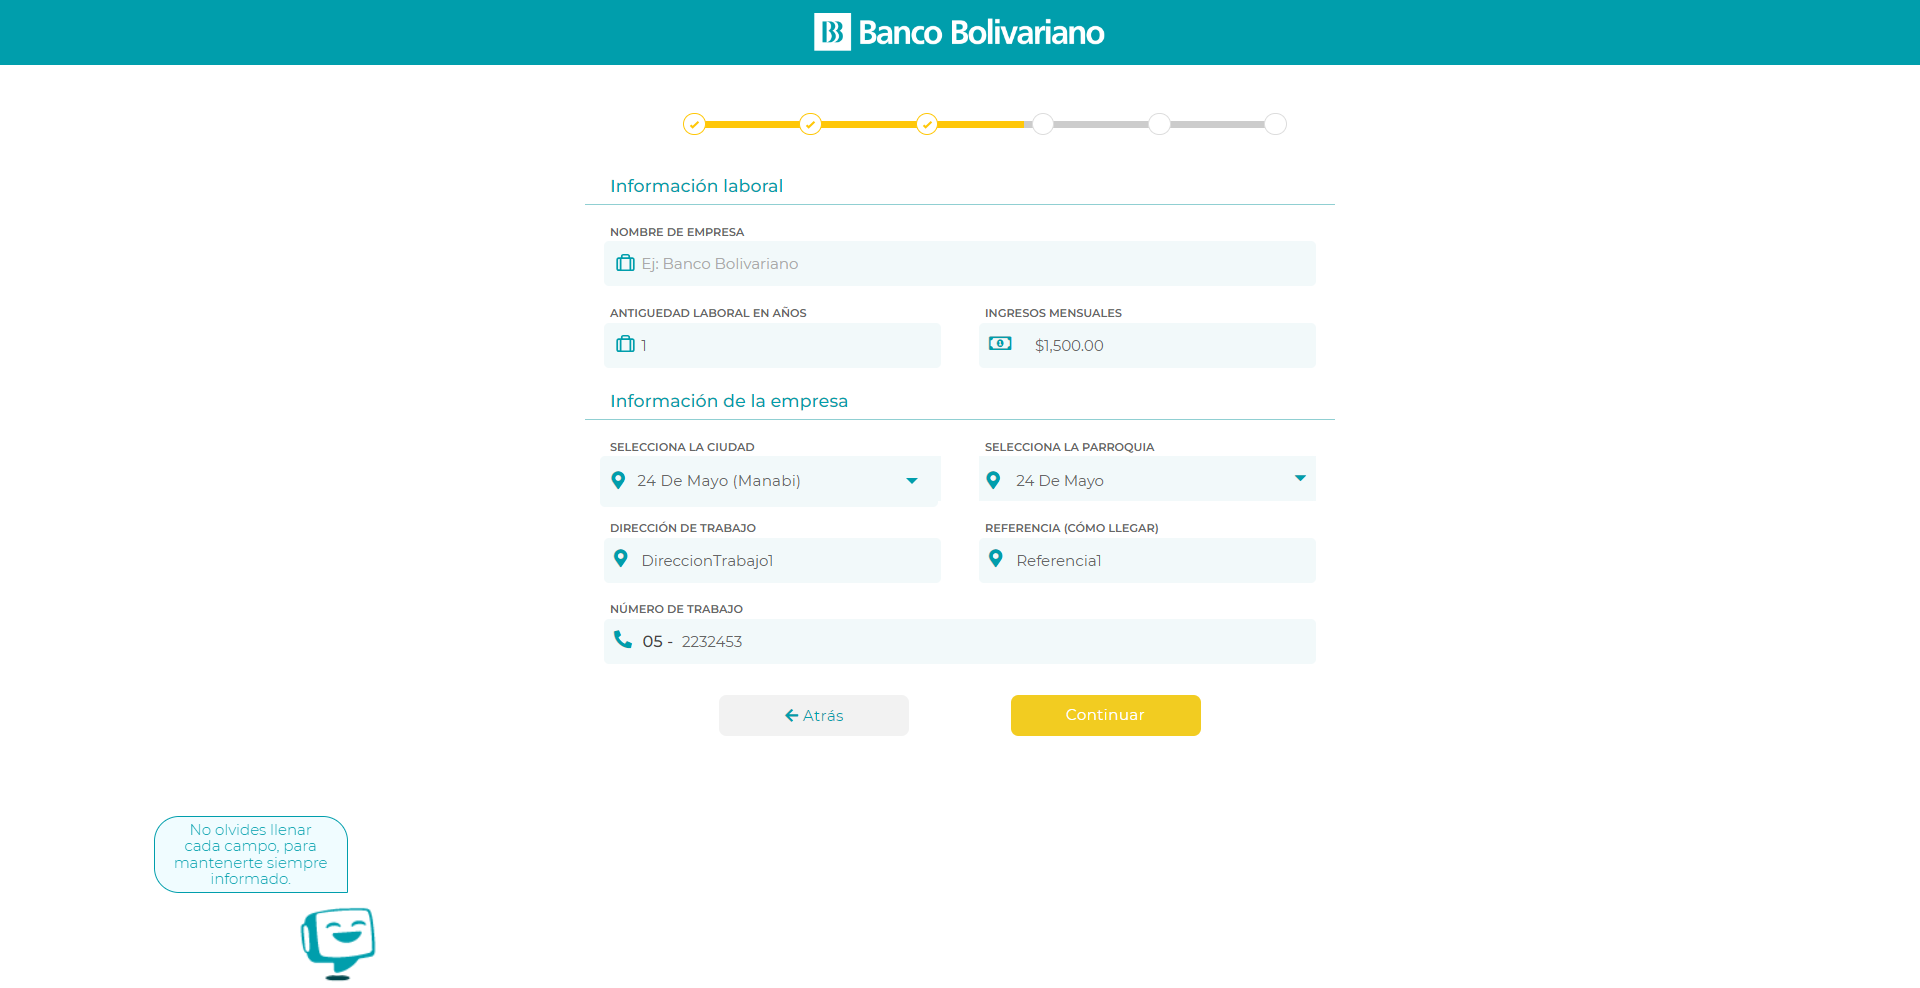 Banco Bolivariano
Información laboral
NOMBRE DE EMPRESA
Ej: Banco Bolivariano
ANTIGUEDAD LABORAL EN AÑOS
INGRESOS MENSUALES
1
$1,500.00
Información de la empresa
SELECCIONA LA CIUDAD
SELECCIONA LA PARROQUIA
24 De Mayo (Manabi)
24 De Mayo
DIRECCIÓN DE TRABAJO
REFERENCIA (CÓMO LLEGAR)
DireccionTrabajo1
Referencia1
NÚMERO DE TRABAJO
05 - 2232453
Atrás
Continuar
No olvides llenar
cada campo, para
mantenerte siempre
informado.